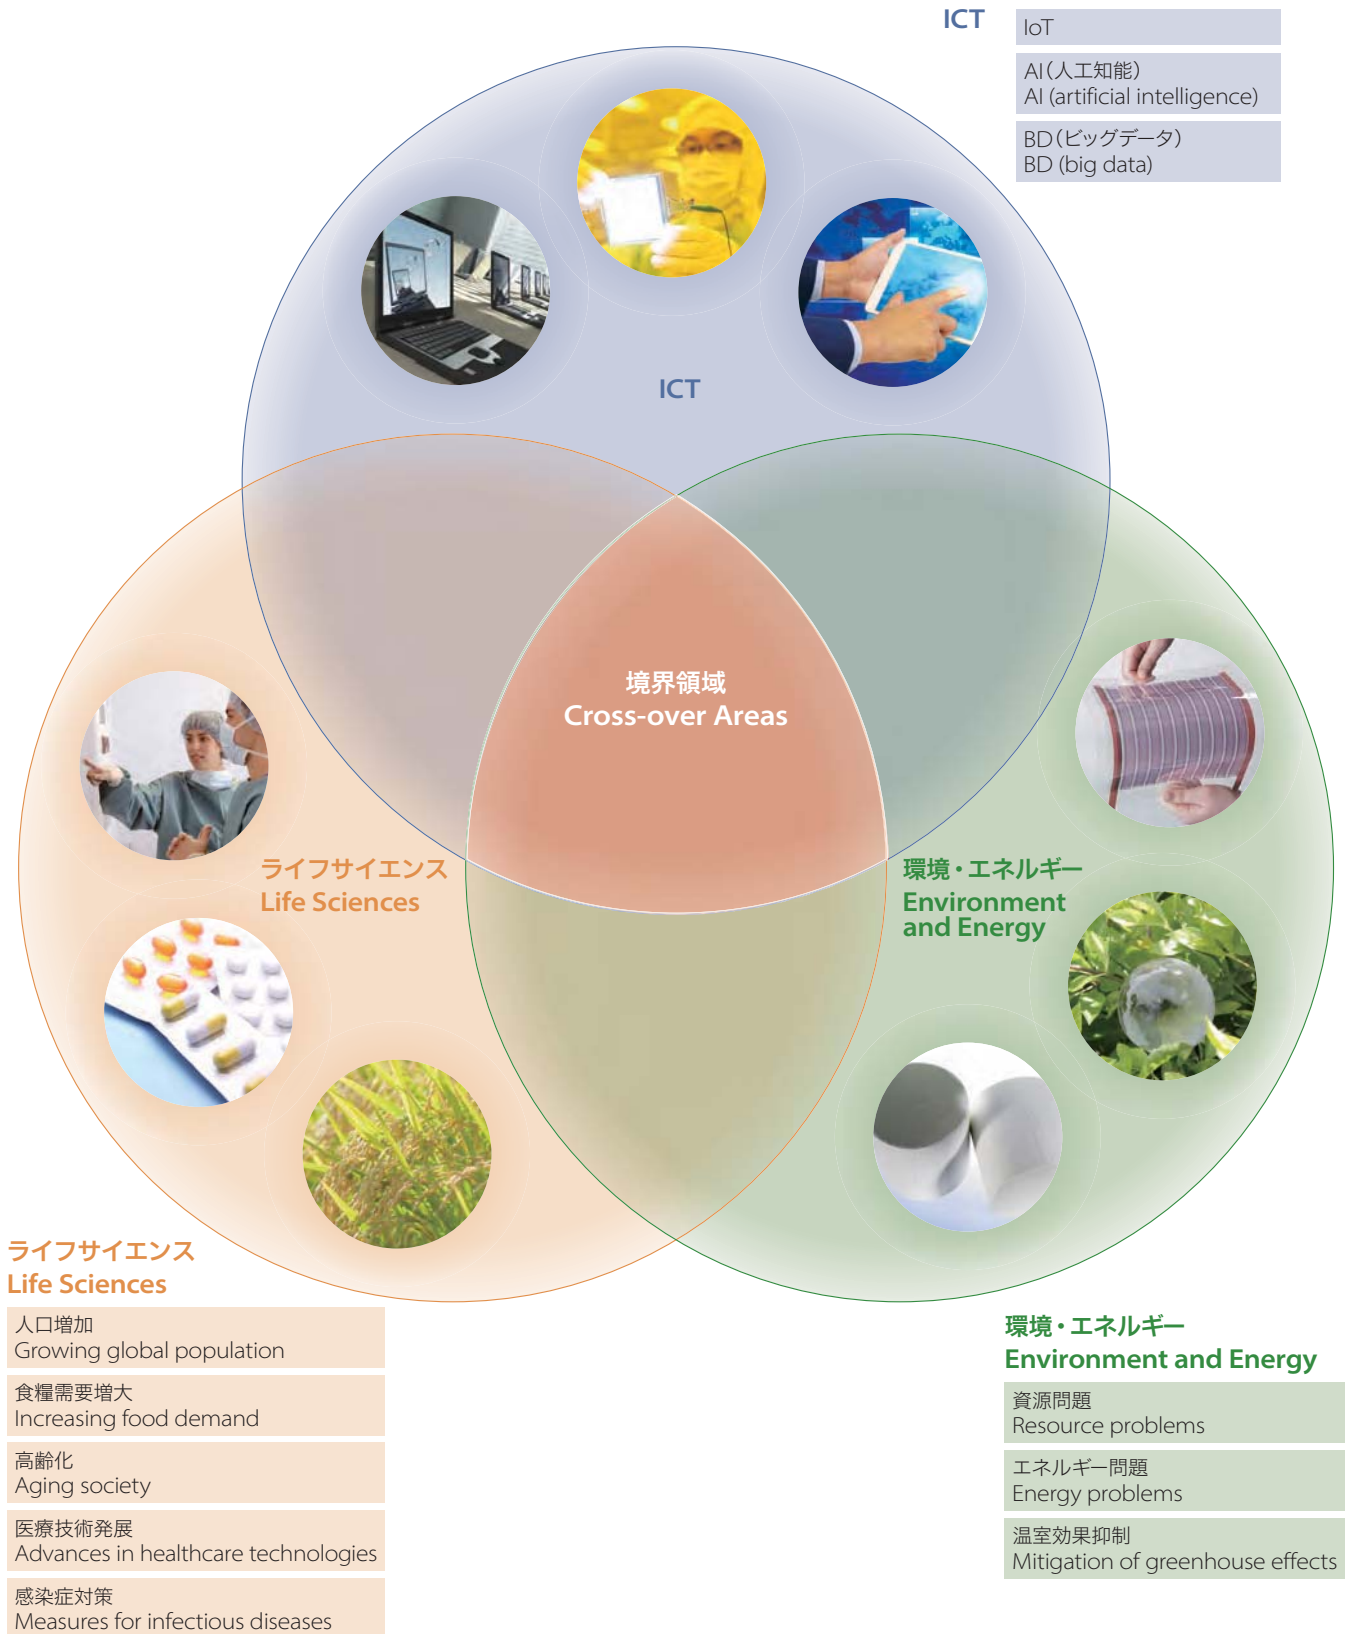 ICT
IoT
AI（人工知能）
AI (artificial intelligence)
BD（ビッグデータ）
BD (big data)
ICT
境界領域
Cross-over Areas
ライフサイエンス
Life Sciences
環境・エネルギー
Environment
and Energy
ライフサイエンス
Life Sciences
人口増加
Growing global population
食糧需要増大
Increasing food demand
高齢化
Aging society
医療技術発展
Advances in healthcare technologies
感染症対策
Measures for infectious diseases
環境・エネルギー
Environment and Energy
資源問題
Resource problems
エネルギー問題
Energy problems
温室効果抑制
Mitigation of greenhouse effects